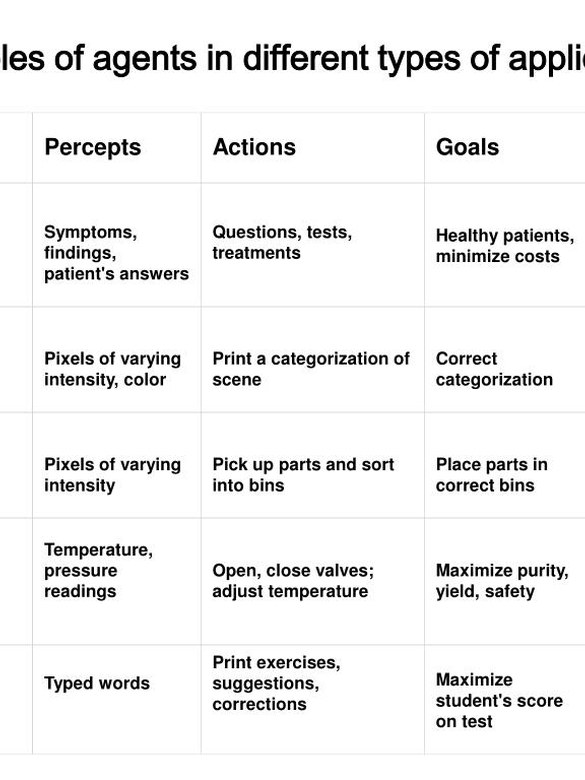 les of agents in different types of appli
Percepts
Actions
Goals
Symptoms,
findings,
patient's answers
Questions, tests,
treatments
Healthy patients,
minimize costs
Pixels of varying
intensity, color
Print a categorization of
scene
Correct
categorization
Pixels of varying
intensity
Pick up parts and sort
into bins
Place parts in
correct bins
Temperature,
pressure
readings
Open, close valves;
adjust temperature
Maximize purity,
yield, safety
Typed words
Print exercises,
suggestions,
corrections
Maximize
student's score
on test